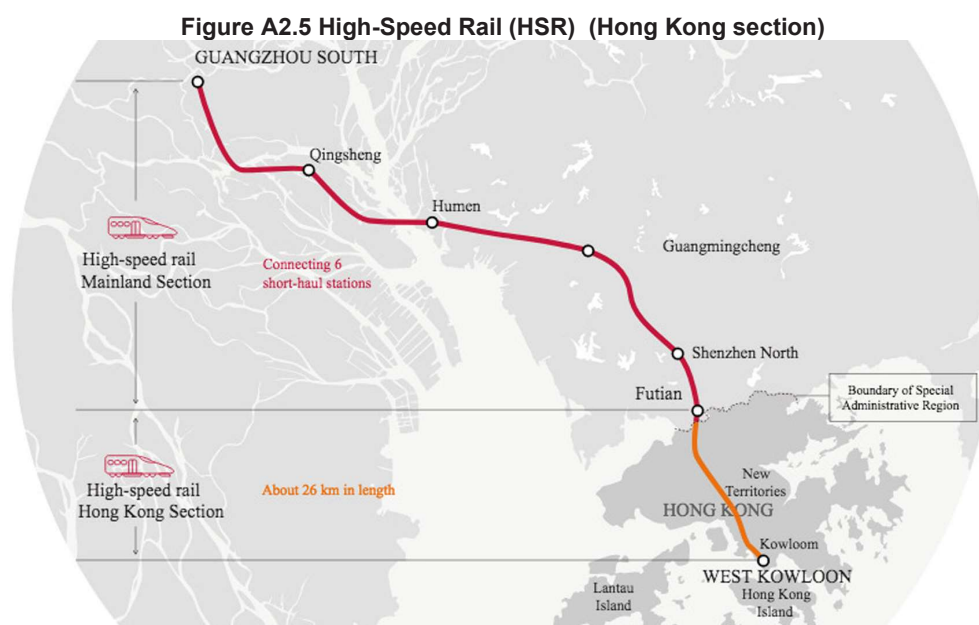 Figure A2.5 High-Speed Rail (HSR) (Hong Kong section)
GUANGZHOU SOUTH
Qingsheng
Humen
Guangmingcheng
High-speed rail
Mainland Section
Connecting 6
short-haul stations
Shenzhen North
Futian
Boundary of Special
Administrative Region
High-speed rail
Hong Kong Section
About 26 km in length
New
Territories
HONG KONG
Kowloom
WEST KOWLOON
Hong Kong
Island
Lantau
Island